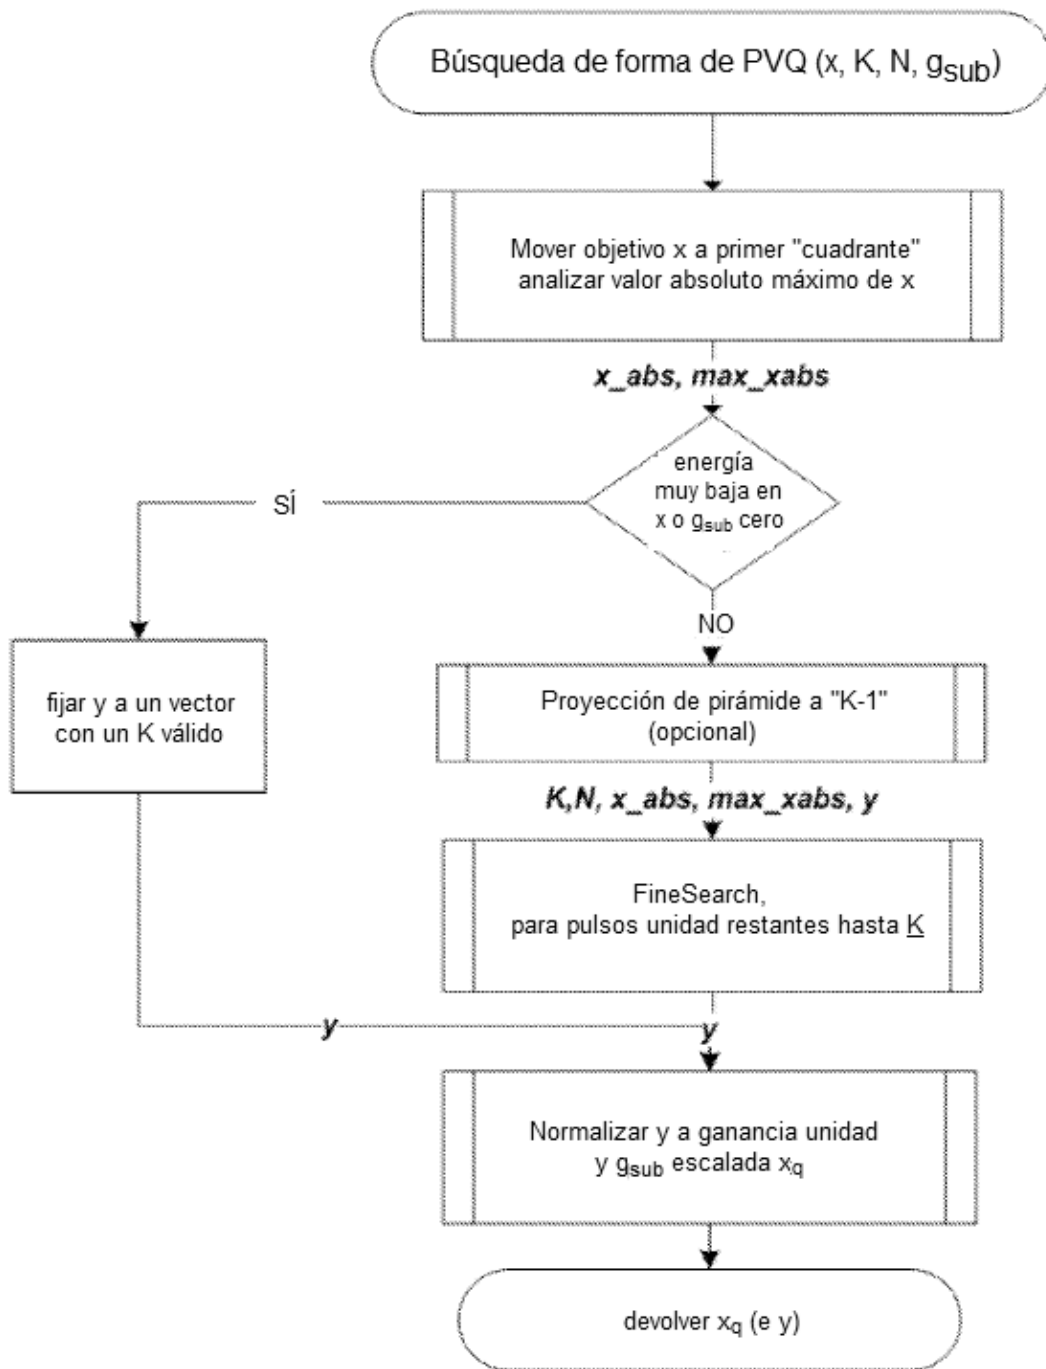 Búsqueda de forma de PVQ (x, K, N, gsub)
Mover objetivo x a primer "cuadrante"
analizar valor absoluto máximo de x
x_abs, max_xabs
energía
muy baja en
x o gsub cero
SÍ
NO
fijar y a un vector
con un K válido
Proyección de pirámide a "K-1"
(opcional)
K,N, x_abs, max_xabs, y
FineSearch,
para pulsos unidad restantes hasta K
y
y
Normalizar y a ganancia unidad
y gsub escalada xq
devolver xq (e y)